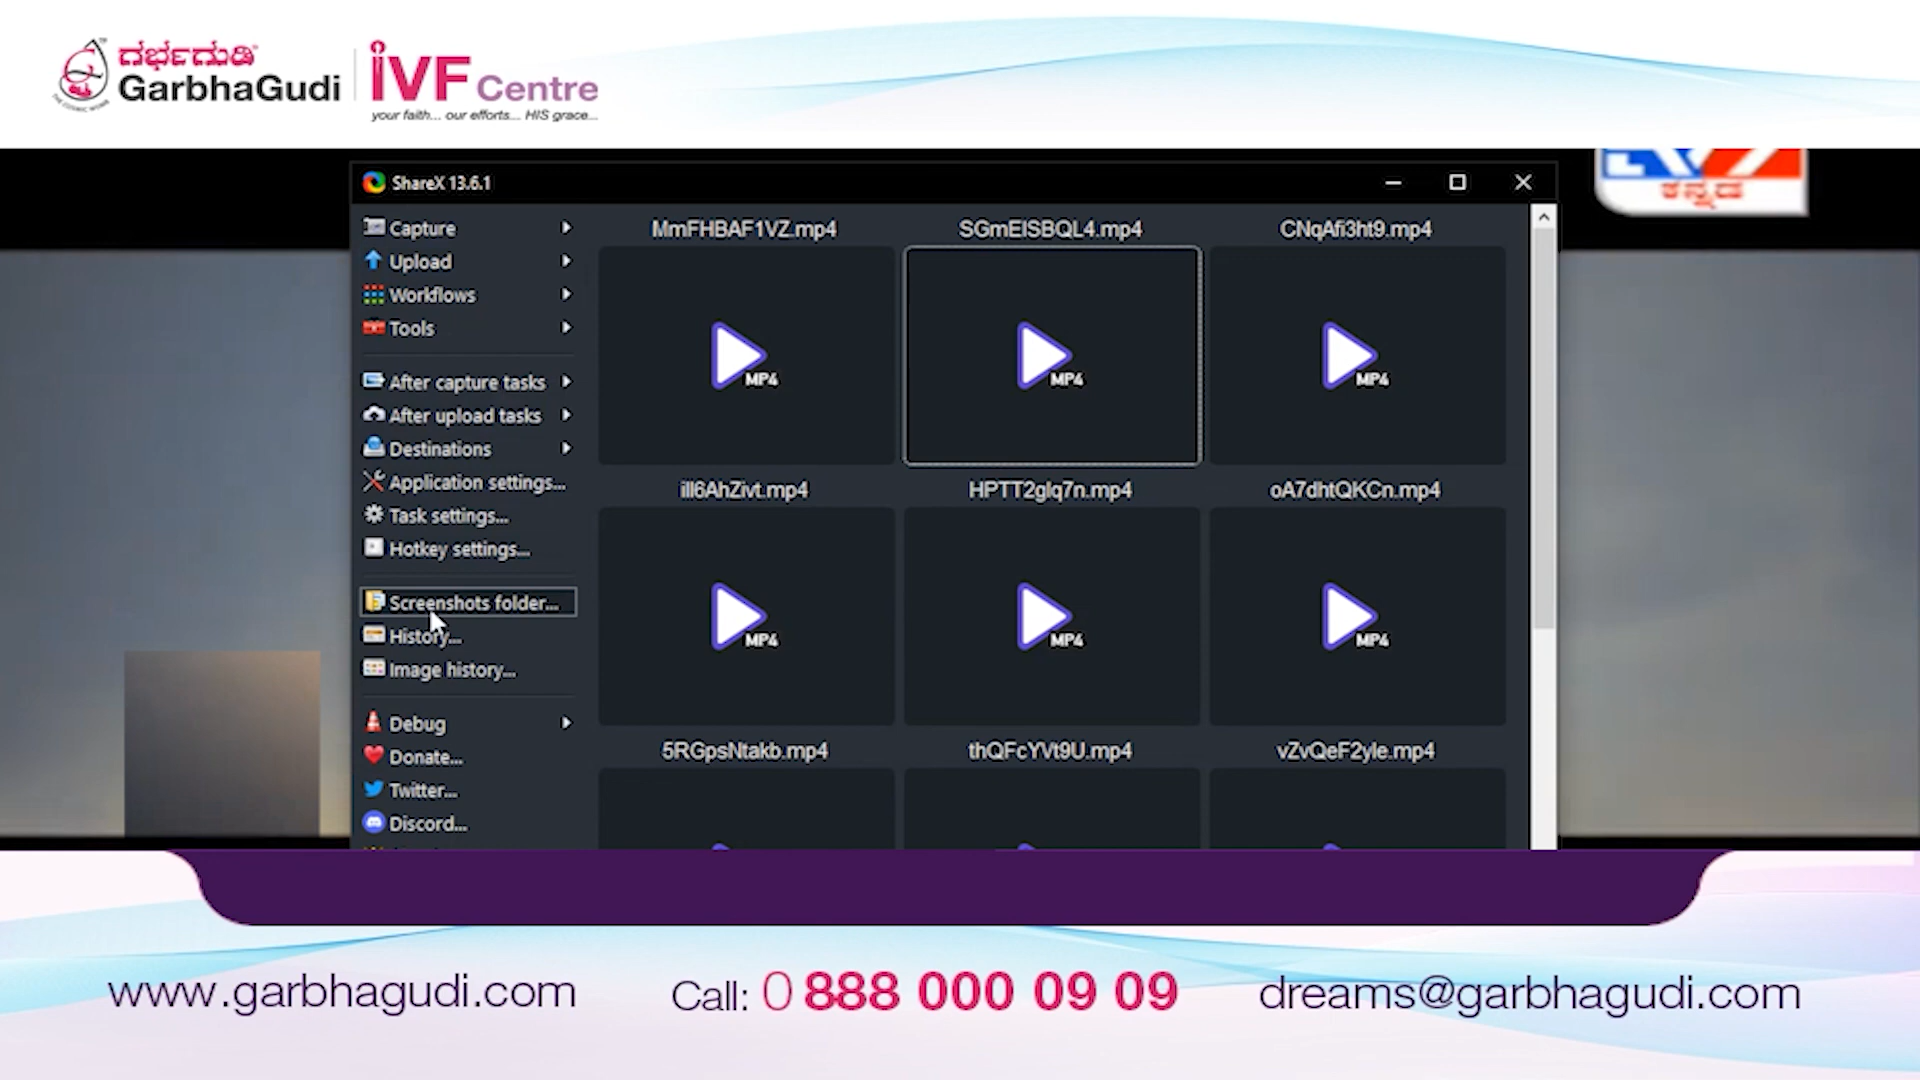 ಗರ್ಭಗುಡಿ
GarbhaGudi
iVF Centre
your faith... our efforts... HIS grace...
ShareX 13.6.1
Capture
Upload
Workflows
Tools
After capture tasks
After upload tasks
Destinations
Application settings...
Task settings...
Hotkey settings...
Screenshots folder...
History...
Image history...
Debug
Donate...
Twitter...
Discord...
MmFHBAF1VZ.mp4 SGmEISBQL4.mp4 CNqAfi3ht9.mp4
MP4 MP4 MP4
ill6AhZivt.mp4 HPTT2glq7n.mp4 oA7dhtQKCn.mp4
MP4 MP4 MP4
5RGpsNtakb.mp4 thQFcYVt9U.mp4 vZvQeF2yle.mp4
ಕನ್ನಡ
www.garbhagudi.com Call: 0 888 000 09 09 dreams@garbhagudi.com